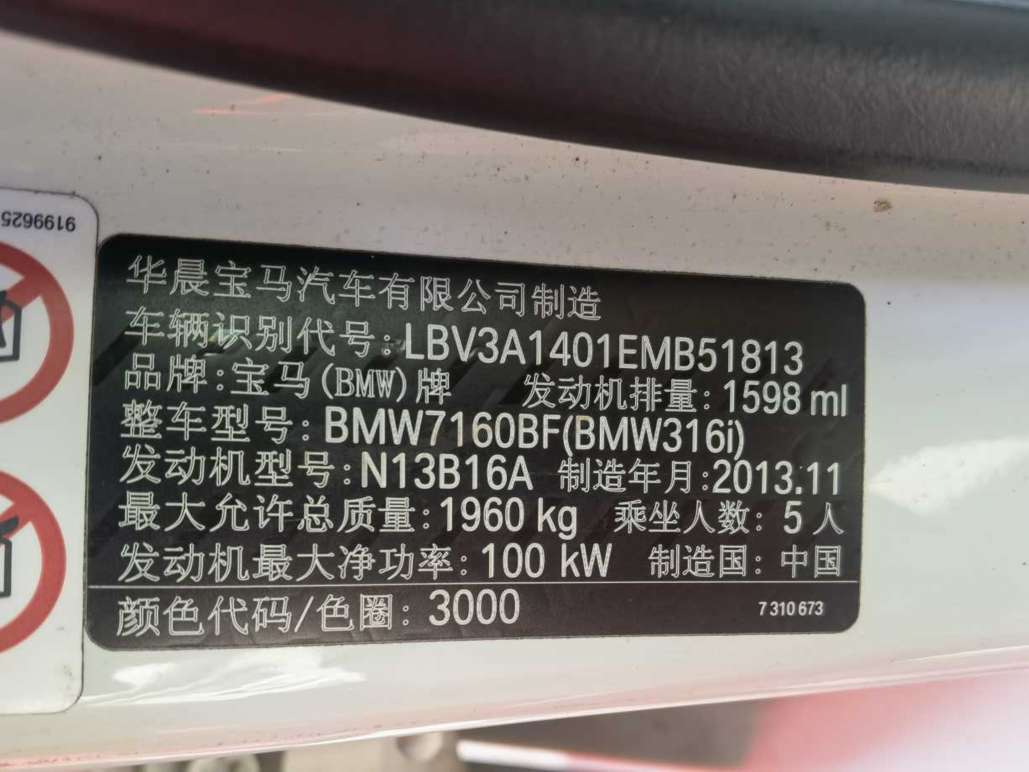 9199625
华晨宝马汽车有限公司制造
车辆识别代号:LBV3A1401EMB51813
品牌:宝马(BMW)牌 发动机排量:1598 ml
整车型号:BMW7160BF(BMW316i)
发动机型号:N13B16A 制造年月:2013.11
最大允许总质量:1960 kg 乘坐人数:5人
发动机最大净功率:100 kW 制造国:中国
颜色代码/色圈:3000 7 310 673